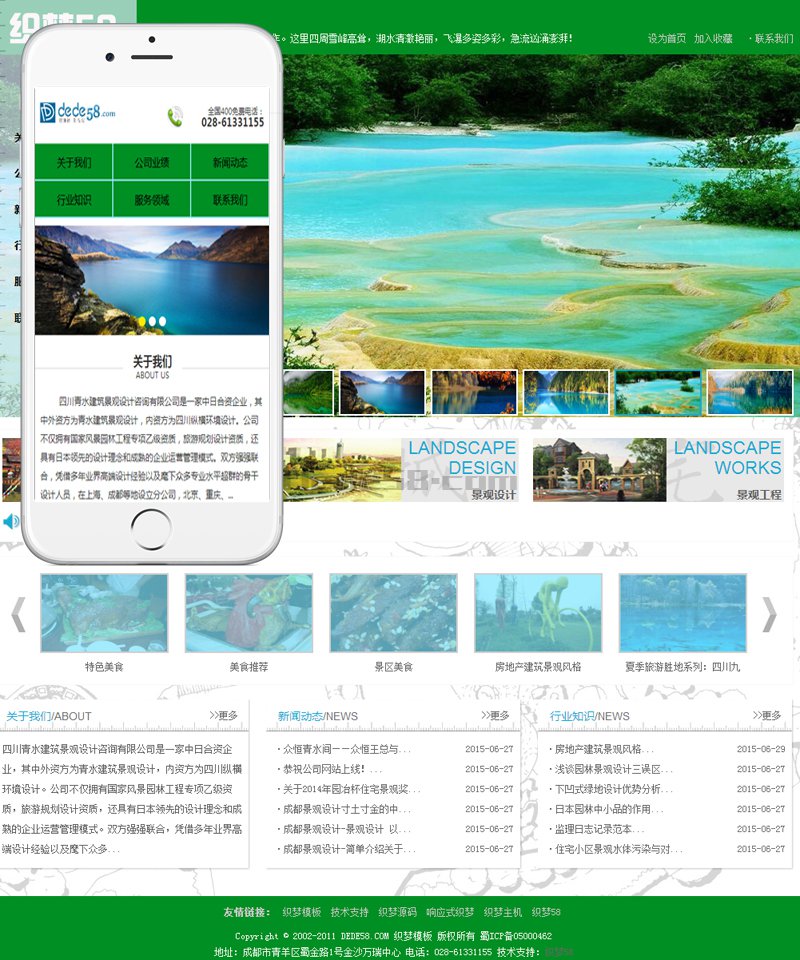 织梦58
作。这里四周雪峰高耸，湖水清澈艳丽，飞瀑多姿多彩，急流汹涌澎湃！
设为首页 加入收藏 · 联系我们
dede58.com
全国400免费电话：
028-61331155
关于我们 公司业绩 新闻动态
行业知识 服务领域 联系我们
关于我们
ABOUT US
四川青水建筑景观设计咨询有限公司是一家中日合资企业，其
中外资方为青水建筑景观设计，内资方为四川纵横环境设计。公司
不仅拥有国家风景园林工程专项乙级资质，旅游规划设计资质，还
具有日本领先的设计理念和成熟的企业运营管理模式。双方强强联
合，凭借多年业界高端设计经验以及麾下众多专业水平超群的骨干
设计人员，在上海、成都等地设立分公司，北京、重庆、...
LANDSCAPE
DESIGN
景观设计
LANDSCAPE
WORKS
景观工程
特色美食 美食推荐 景区美食 房地产建筑景观风格 夏季旅游胜地系列：四川九
关于我们/ABOUT >>更多
四川青水建筑景观设计咨询有限公司是一家中日合资企
业，其中外资方为青水建筑景观设计，内资方为四川纵横
环境设计。公司不仅拥有国家风景园林工程专项乙级资
质，旅游规划设计资质，还具有日本领先的设计理念和成
熟的企业运营管理模式。双方强强联合，凭借多年业界高
端设计经验以及麾下众多...
新闻动态/NEWS >>更多
· 众恒青水间－－众恒王总与... 2015-06-27
· 恭祝公司网站上线！... 2015-06-27
· 关于2014年园冶杯住宅景观奖... 2015-06-27
· 成都景观设计寸土寸金的中... 2015-06-27
· 成都景观设计-景观设计 以... 2015-06-27
· 成都景观设计-简单介绍关于... 2015-06-27
行业知识/NEWS >>更多
· 房地产建筑景观风格... 2015-06-29
· 浅谈园林景观设计三误区... 2015-06-27
· 下凹式绿地设计优势分析... 2015-06-27
· 日本园林中小品的作用... 2015-06-27
· 监理日志记录范本... 2015-06-27
· 住宅小区景观水体污染与对... 2015-06-27
友情链接： 织梦模板 技术支持 织梦源码 响应式织梦 织梦主机 织梦58
Copyright © 2002-2011 DEDE58.COM 织梦模板 版权所有 蜀ICP备05000462
地址：成都市青羊区蜀金路1号金沙万瑞中心 电话：028-61331155 技术支持：织梦58